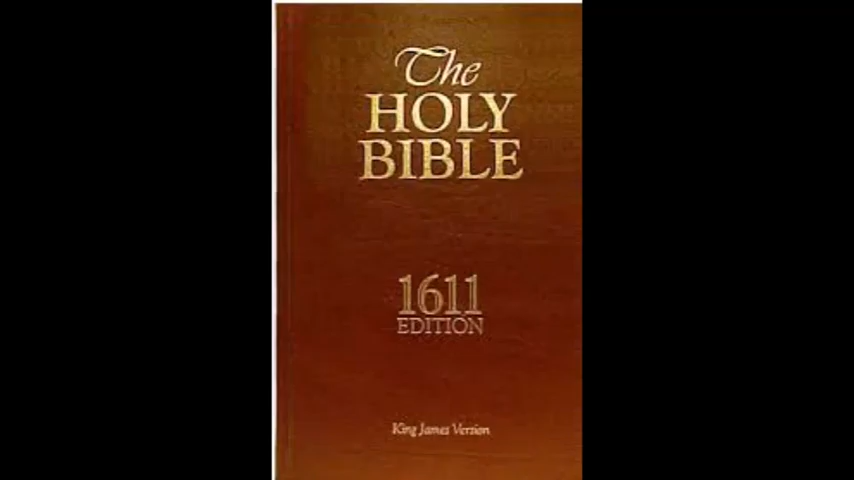 The
HOLY
BIBLE
1611
EDITION
King James Version